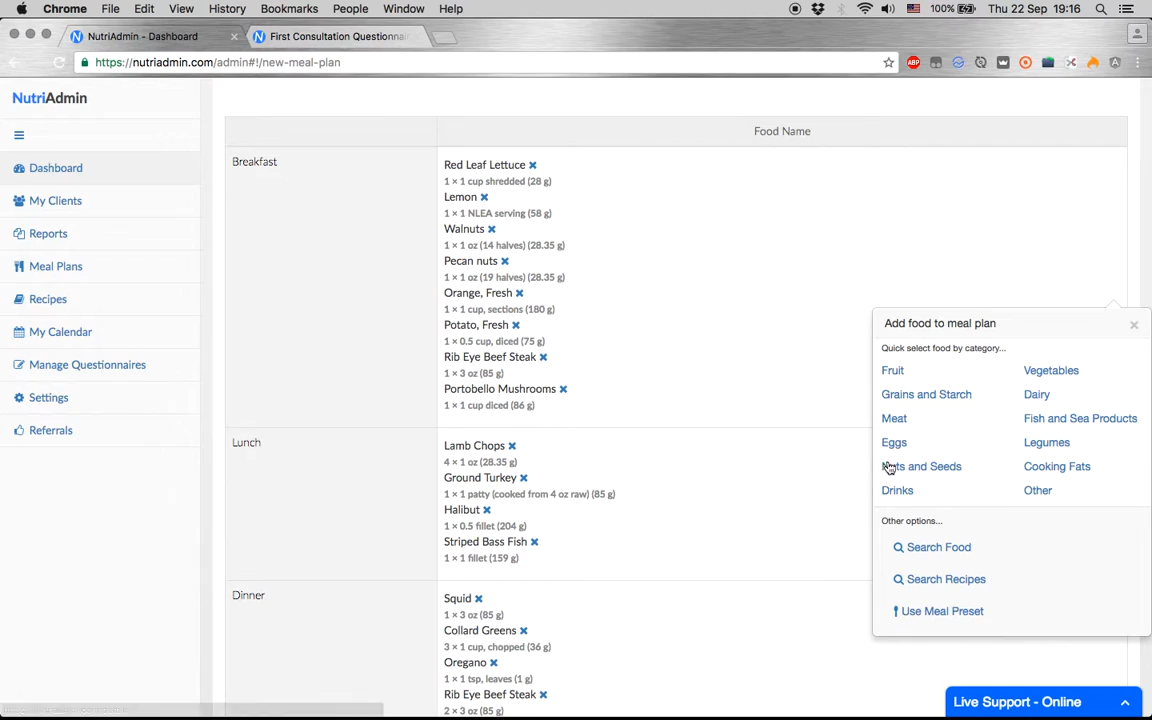 Chrome File Edit View History Bookmarks People Window Help 100% Thu 22 Sep 19:16
NutriAdmin - Dashboard First Consultation Questionnai
https://nutriadmin.com/admin#!/new-meal-plan ABP
NutriAdmin
Food Name
Breakfast
Red Leaf Lettuce
1 × 1 cup shredded (28 g)
Lemon
1 × 1 NLEA serving (58 g)
Walnuts
1 × 1 oz (14 halves) (28.35 g)
Pecan nuts
1 × 1 oz (19 halves) (28.35 g)
Orange, Fresh
1 × 1 cup, sections (180 g)
Potato, Fresh
1 × 0.5 cup, diced (75 g)
Rib Eye Beef Steak
1 × 3 oz (85 g)
Portobello Mushrooms
1 × 1 cup diced (86 g)
Lunch
Lamb Chops
4 × 1 oz (28.35 g)
Ground Turkey
1 × 1 patty (cooked from 4 oz raw) (85 g)
Halibut
1 × 0.5 fillet (204 g)
Striped Bass Fish
1 × 1 fillet (159 g)
Dinner
Squid
1 × 3 oz (85 g)
Collard Greens
3 × 1 cup, chopped (36 g)
Oregano
1 × 1 tsp, leaves (1 g)
Rib Eye Beef Steak
2 × 3 oz (85 g)
Dashboard
My Clients
Reports
Meal Plans
Recipes
My Calendar
Manage Questionnaires
Settings
Referrals
Add food to meal plan
Quick select food by category...
Fruit Vegetables
Grains and Starch Dairy
Meat Fish and Sea Products
Eggs Legumes
and Seeds Cooking Fats
Drinks Other
Other options...
Search Food
Search Recipes
Use Meal Preset
Live Support - Online